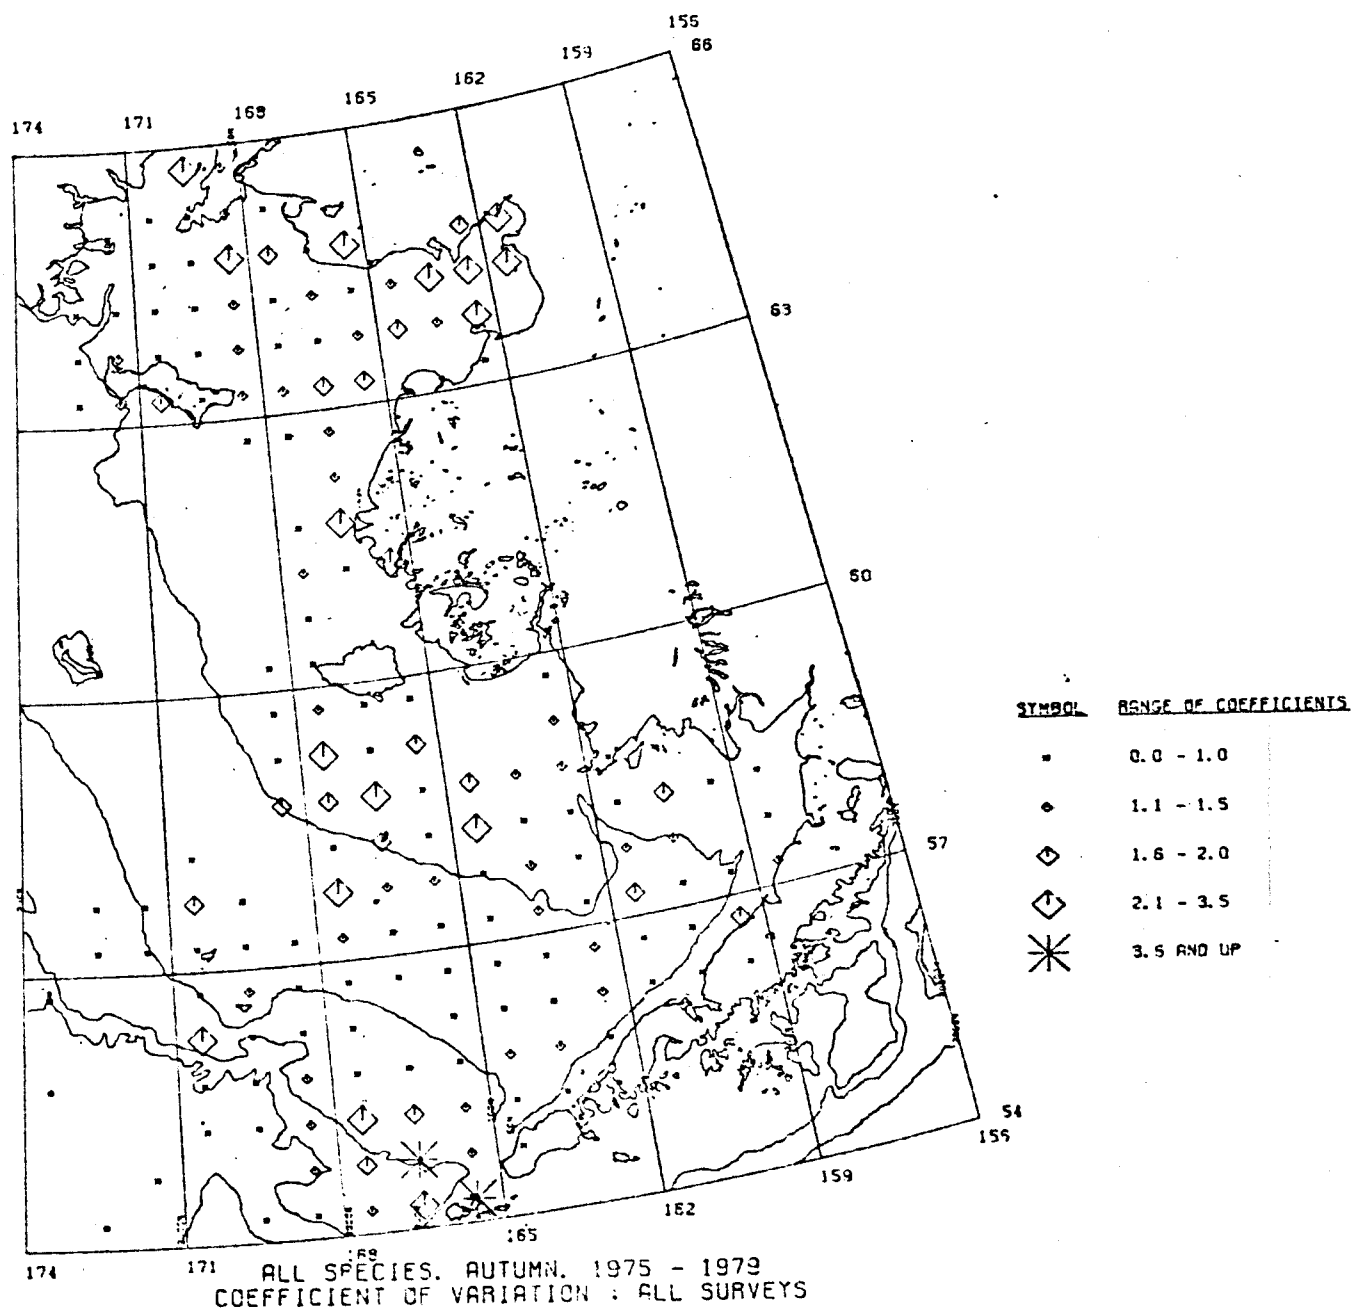 155
66
159
162
165
168
171
174
63
60
57
SYMBOL RANGE OF COEFFICIENTS
0.0 - 1.0
1.1 - 1.5
1.6 - 2.0
2.1 - 3.5
3.5 AND UP
54
155
159
162
165
168
171
174
ALL SPECIES. AUTUMN. 1975 - 1979
COEFFICIENT OF VARIATION : ALL SURVEYS